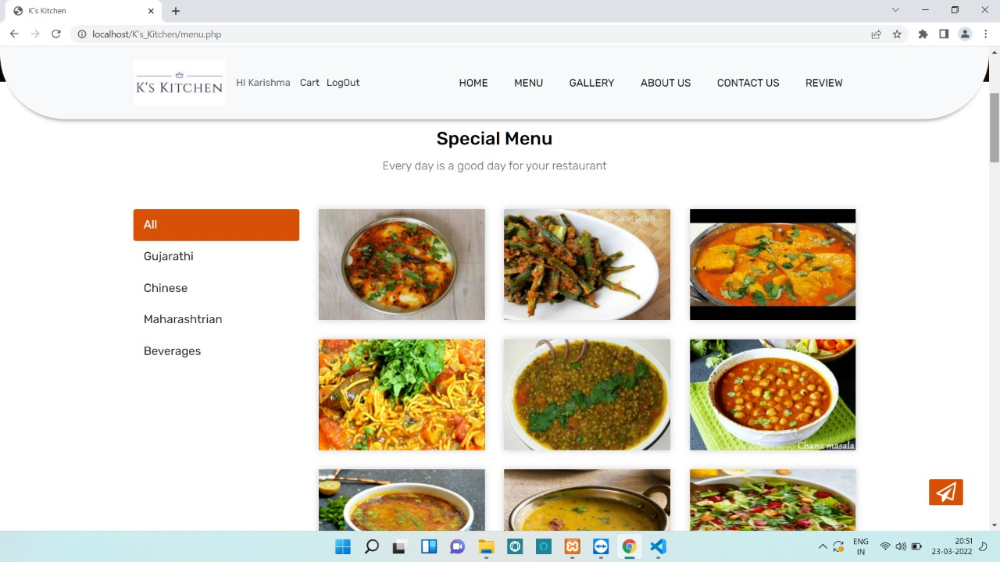 K's Kitchen
localhost/K's_Kitchen/menu.php
K'S KITCHEN
HI Karishma Cart LogOut
HOME MENU GALLERY ABOUT US CONTACT US REVIEW
Special Menu
Every day is a good day for your restaurant
All
Gujarathi
Chinese
Maharashtrian
Beverages
Chana masala
ENG
IN
20:51
23-03-2022